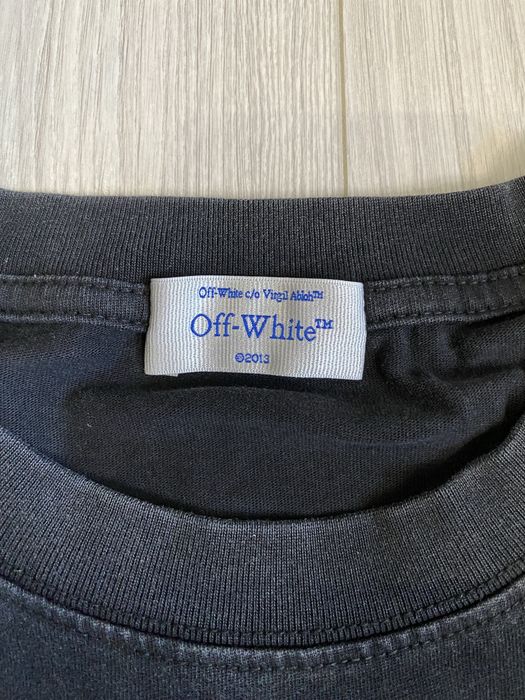 Off-White c/o Virgil Abloh™
Off-White™
©2013